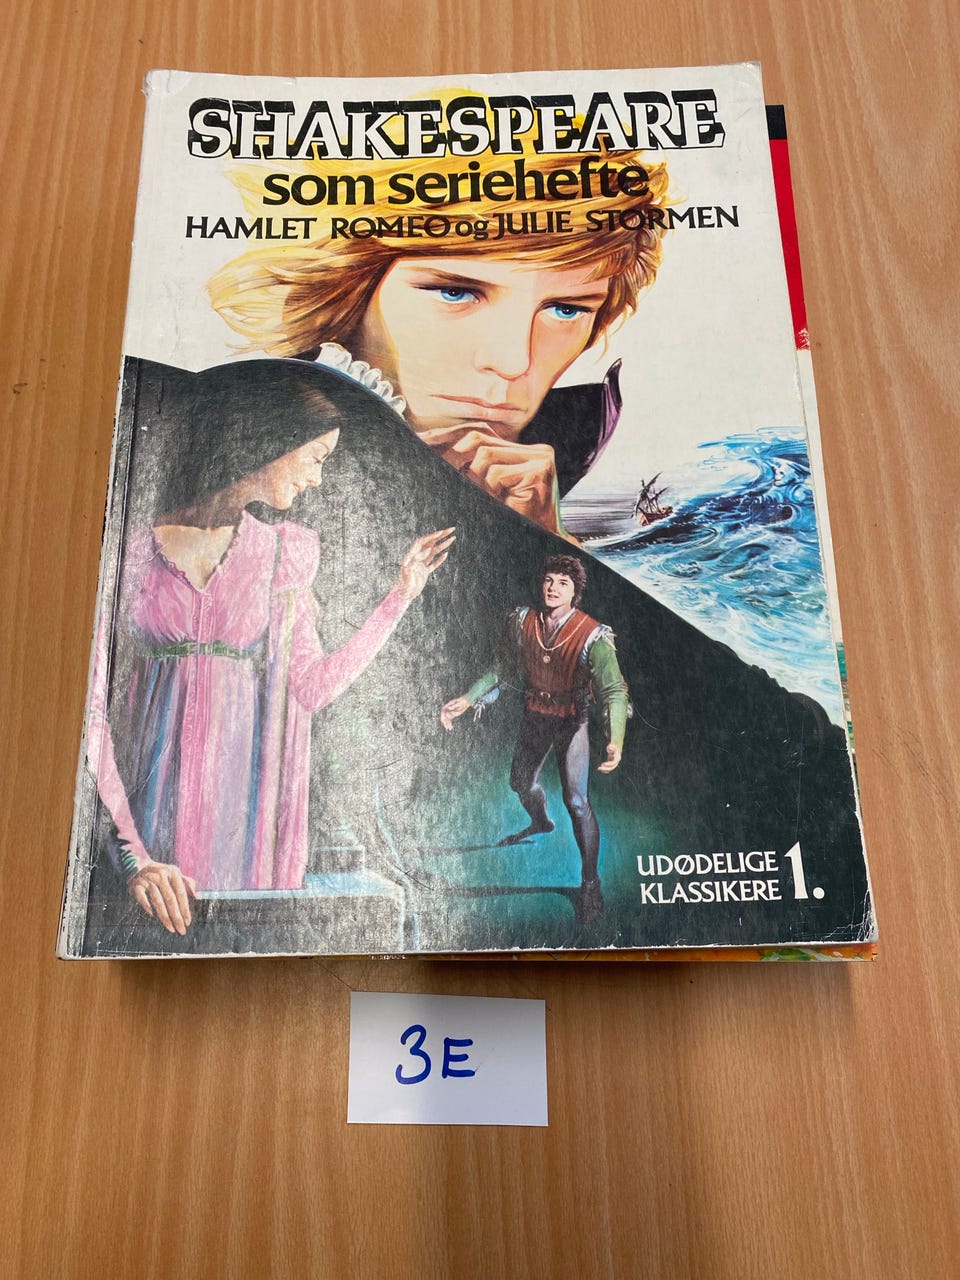 SHAKESPEARE
som seriehefte
HAMLET ROMEO og JULIE STORMEN
UDØDELIGE
KLASSIKERE 1.
3E